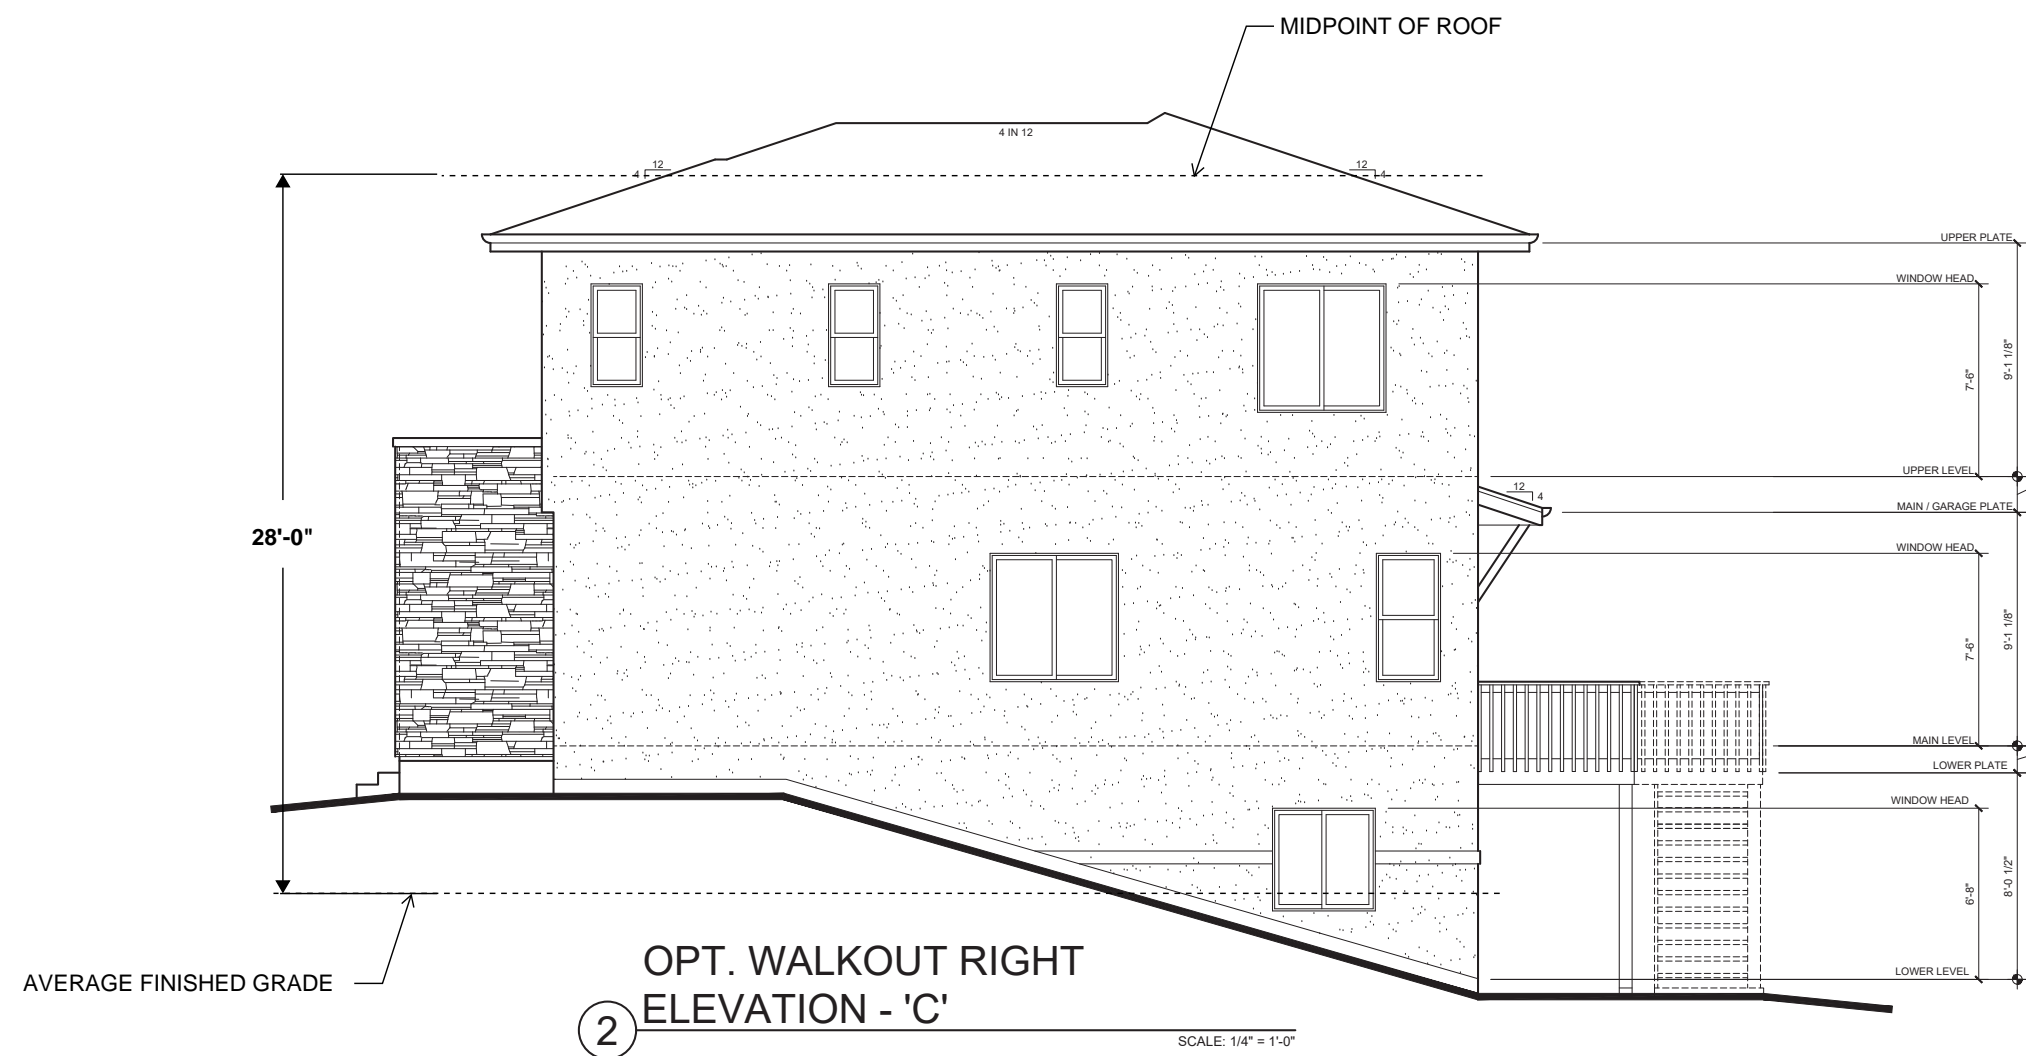 MIDPOINT OF ROOF
4 IN 12
12
4
12
4
UPPER PLATE
WINDOW HEAD
9'-1 1/8"
7'-6"
UPPER LEVEL
12
4
MAIN / GARAGE PLATE
28'-0"
WINDOW HEAD
9'-1 1/8"
7'-6"
MAIN LEVEL
LOWER PLATE
WINDOW HEAD
8'-0 1/2"
6'-8"
LOWER LEVEL
AVERAGE FINISHED GRADE
OPT. WALKOUT RIGHT
ELEVATION - 'C'
2
SCALE: 1/4" = 1'-0"